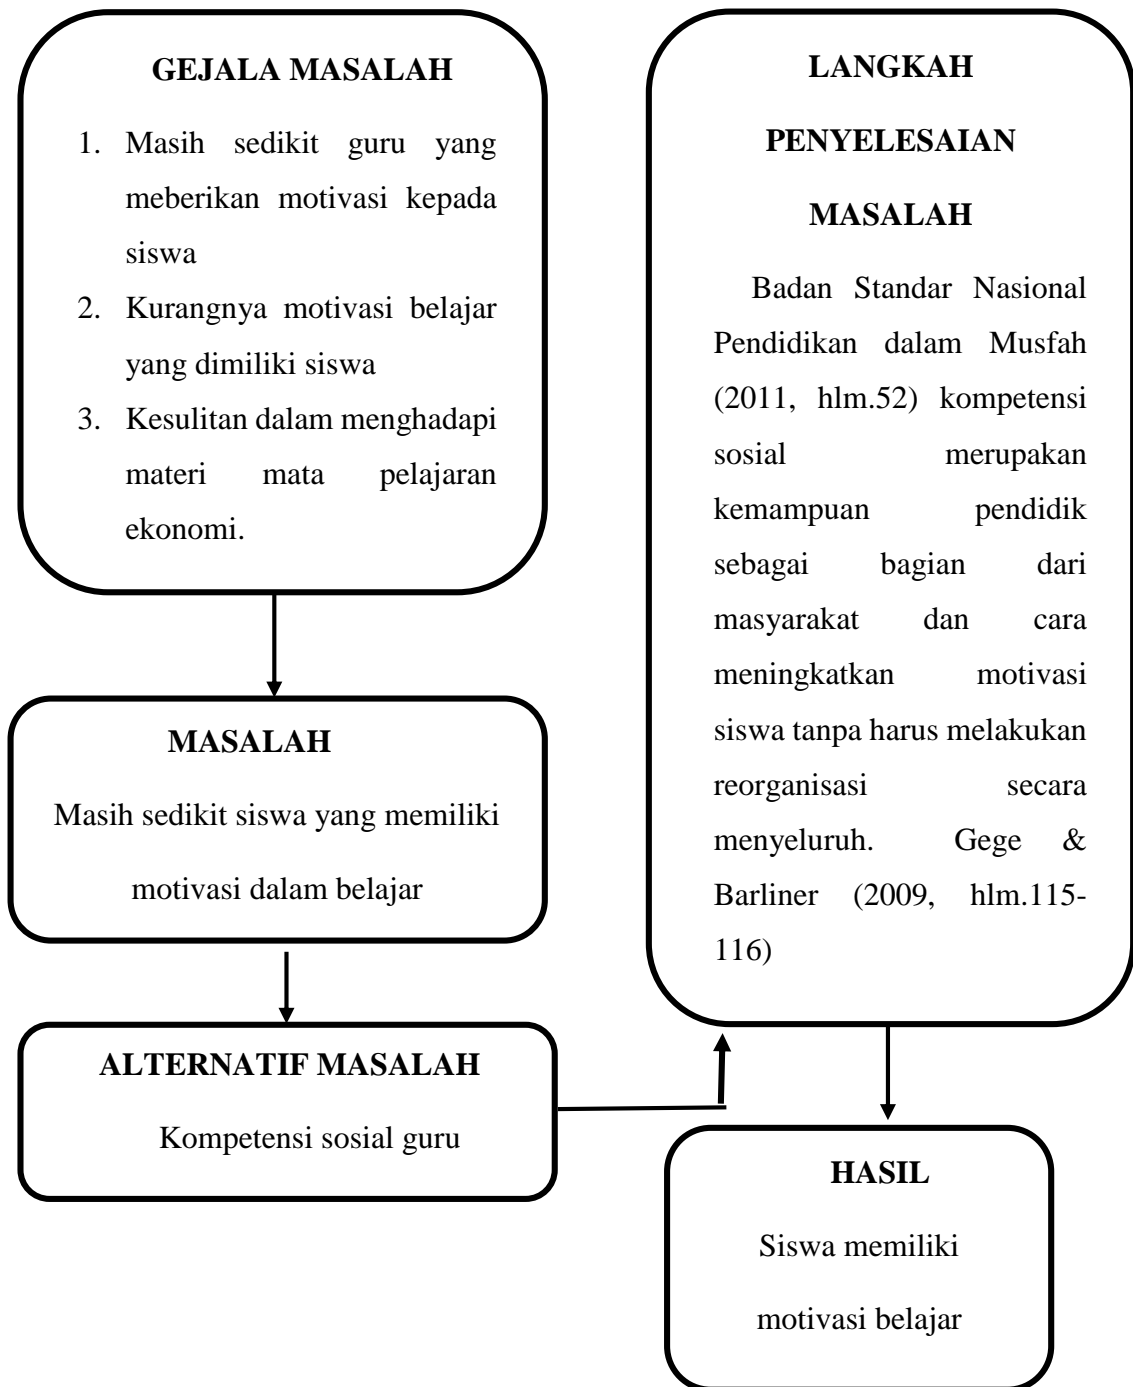 GEJALA MASALAH
1. Masih sedikit guru yang
meberikan motivasi kepada
siswa
2. Kurangnya motivasi belajar
yang dimiliki siswa
3. Kesulitan dalam menghadapi
materi mata pelajaran
ekonomi.
MASALAH
Masih sedikit siswa yang memiliki
motivasi dalam belajar
ALTERNATIF MASALAH
Kompetensi sosial guru
LANGKAH
PENYELESAIAN
MASALAH
Badan Standar Nasional
Pendidikan dalam Musfah
(2011, hlm.52) kompetensi
sosial merupakan
kemampuan pendidik
sebagai bagian dari
masyarakat dan cara
meningkatkan motivasi
siswa tanpa harus melakukan
reorganisasi secara
menyeluruh. Gege &
Barliner (2009, hlm.115-
116)
HASIL
Siswa memiliki
motivasi belajar